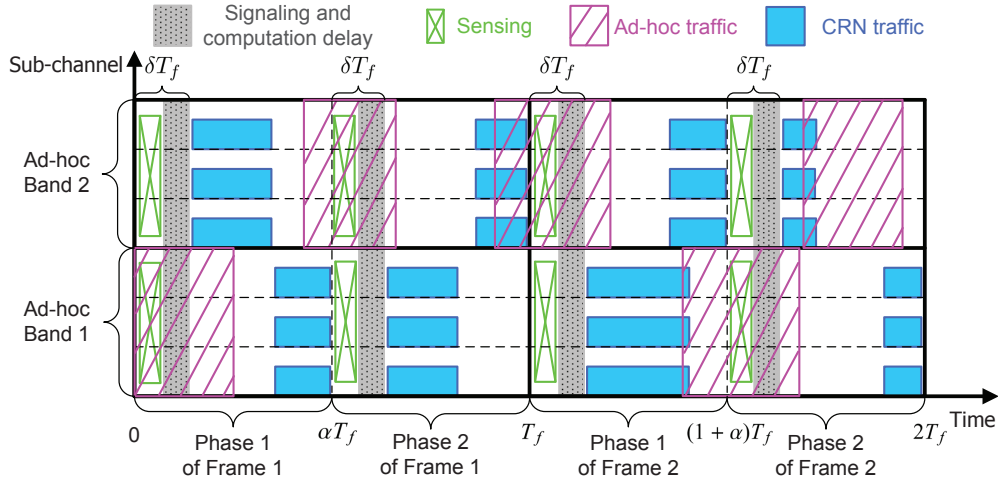 Signaling and
computation delay
Sensing
Ad-hoc traffic
CRN traffic
Sub-channel
δT_f
δT_f
δT_f
δT_f
Ad-hoc
Band 2
Ad-hoc
Band 1
0
αT_f
T_f
(1 + α)T_f
2T_f
Time
Phase 1
of Frame 1
Phase 2
of Frame 1
Phase 1
of Frame 2
Phase 2
of Frame 2